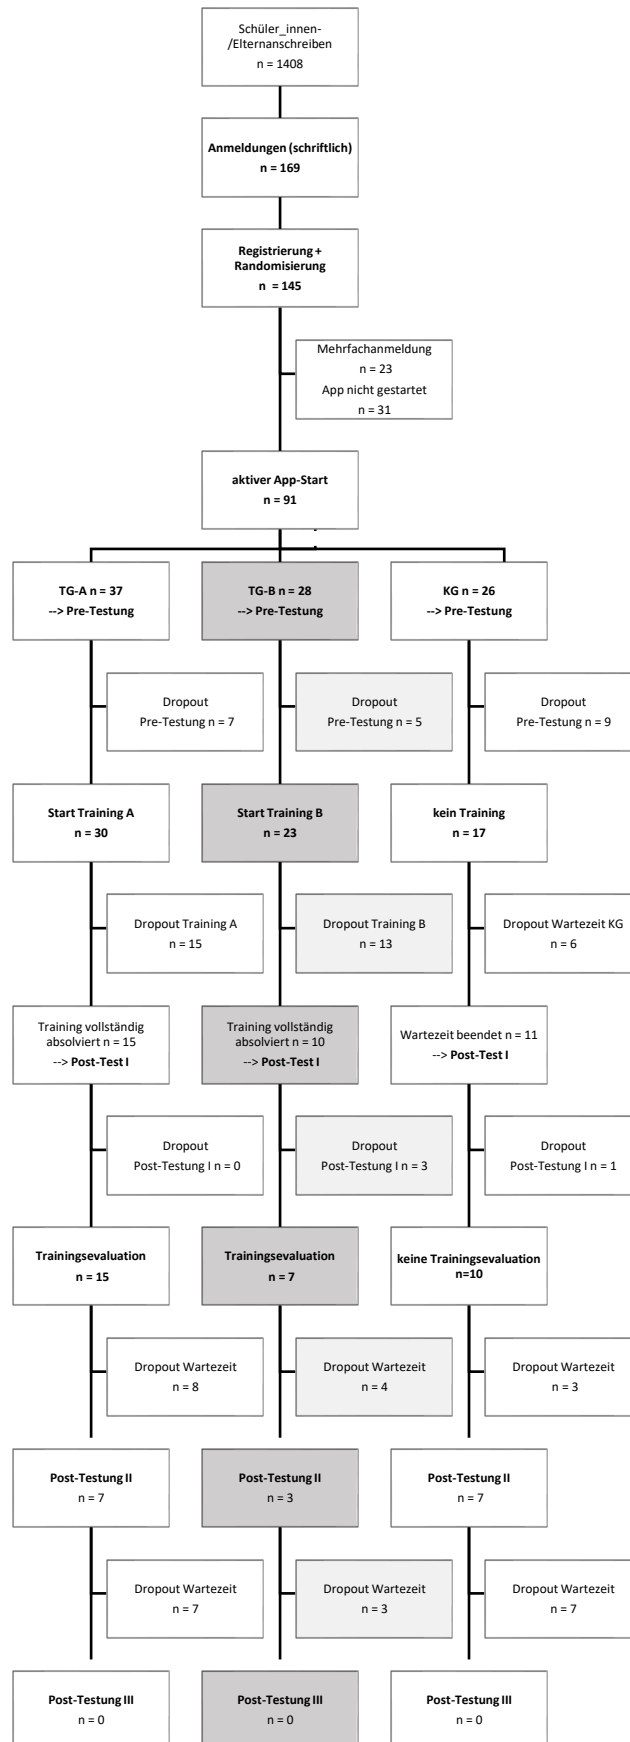 Schüler_innen-
/Elternanschreiben
n = 1408
Anmeldungen (schriftlich)
n = 169
Registrierung +
Randomisierung
n = 145
Mehrfachanmeldung
n = 23
App nicht gestartet
n = 31
aktiver App-Start
n = 91
TG-A n = 37
--> Pre-Testung
TG-B n = 28
--> Pre-Testung
KG n = 26
--> Pre-Testung
Dropout
Pre-Testung n = 7
Dropout
Pre-Testung n = 5
Dropout
Pre-Testung n = 9
Start Training A
n = 30
Start Training B
n = 23
kein Training
n = 17
Dropout Training A
n = 15
Dropout Training B
n = 13
Dropout Wartezeit KG
n = 6
Training vollständig
absolviert n = 15
--> Post-Test I
Training vollständig
absolviert n = 10
--> Post-Test I
Wartezeit beendet n = 11
--> Post-Test I
Dropout
Post-Testung I n = 0
Dropout
Post-Testung I n = 3
Dropout
Post-Testung I n = 1
Trainingsevaluation
n = 15
Trainingsevaluation
n = 7
keine Trainingsevaluation
n=10
Dropout Wartezeit
n = 8
Dropout Wartezeit
n = 4
Dropout Wartezeit
n = 3
Post-Testung II
n = 7
Post-Testung II
n = 3
Post-Testung II
n = 7
Dropout Wartezeit
n = 7
Dropout Wartezeit
n = 3
Dropout Wartezeit
n = 7
Post-Testung III
n = 0
Post-Testung III
n = 0
Post-Testung III
n = 0